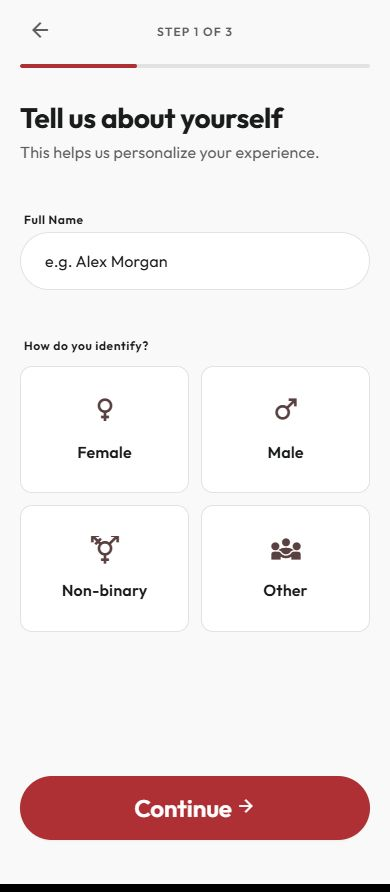 STEP 1 OF 3
Tell us about yourself
This helps us personalize your experience.
Full Name
e.g. Alex Morgan
How do you identify?
Female
Male
Non-binary
Other
Continue